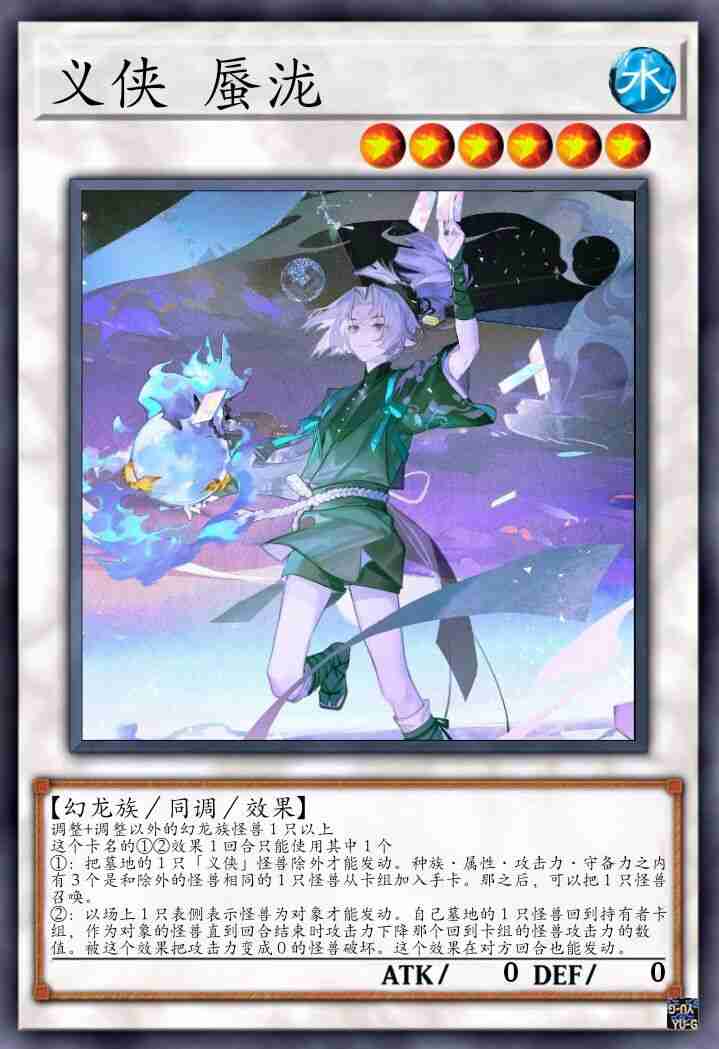 义侠 蜃泷
水
【幻龙族／同调／效果】
调整+调整以外的幻龙族怪兽1只以上
这个卡名的①②效果1回合只能使用其中1个
①：把墓地的1只「义侠」怪兽除外才能发动。种族·属性·攻击力·守备力之内
有3个是和除外的怪兽相同的1只怪兽从卡组加入手卡。那之后，可以把1只怪兽
召唤。
②：以场上1只表侧表示怪兽为对象才能发动。自己墓地的1只怪兽回到持有者卡
组，作为对象的怪兽直到回合结束时攻击力下降那个回到卡组的怪兽攻击力的数
值。被这个效果把攻击力变成0的怪兽破坏。这个效果在对方回合也能发动。
ATK/ 0 DEF/ 0
YU-G
YU-G